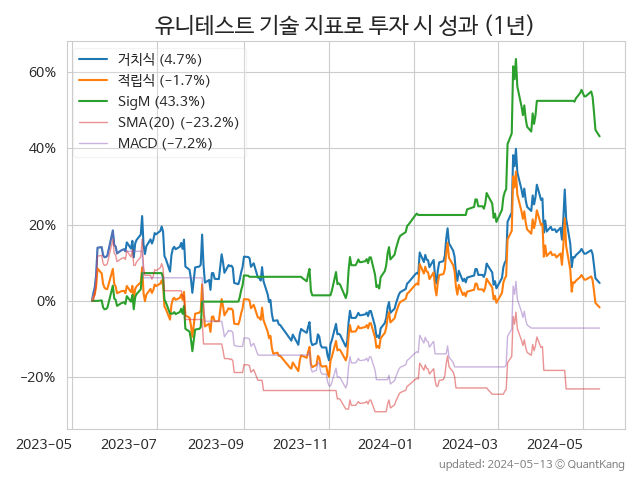 유니테스트 기술 지표로 투자 시 성과 (1년)
거치식 (4.7%)
적립식 (−1.7%)
SigM (43.3%)
SMA(20) (−23.2%)
MACD (−7.2%)
60%
40%
20%
0%
−20%
2023-05 2023-07 2023-09 2023-11 2024-01 2024-03 2024-05
updated: 2024-05-13 © QuantKang